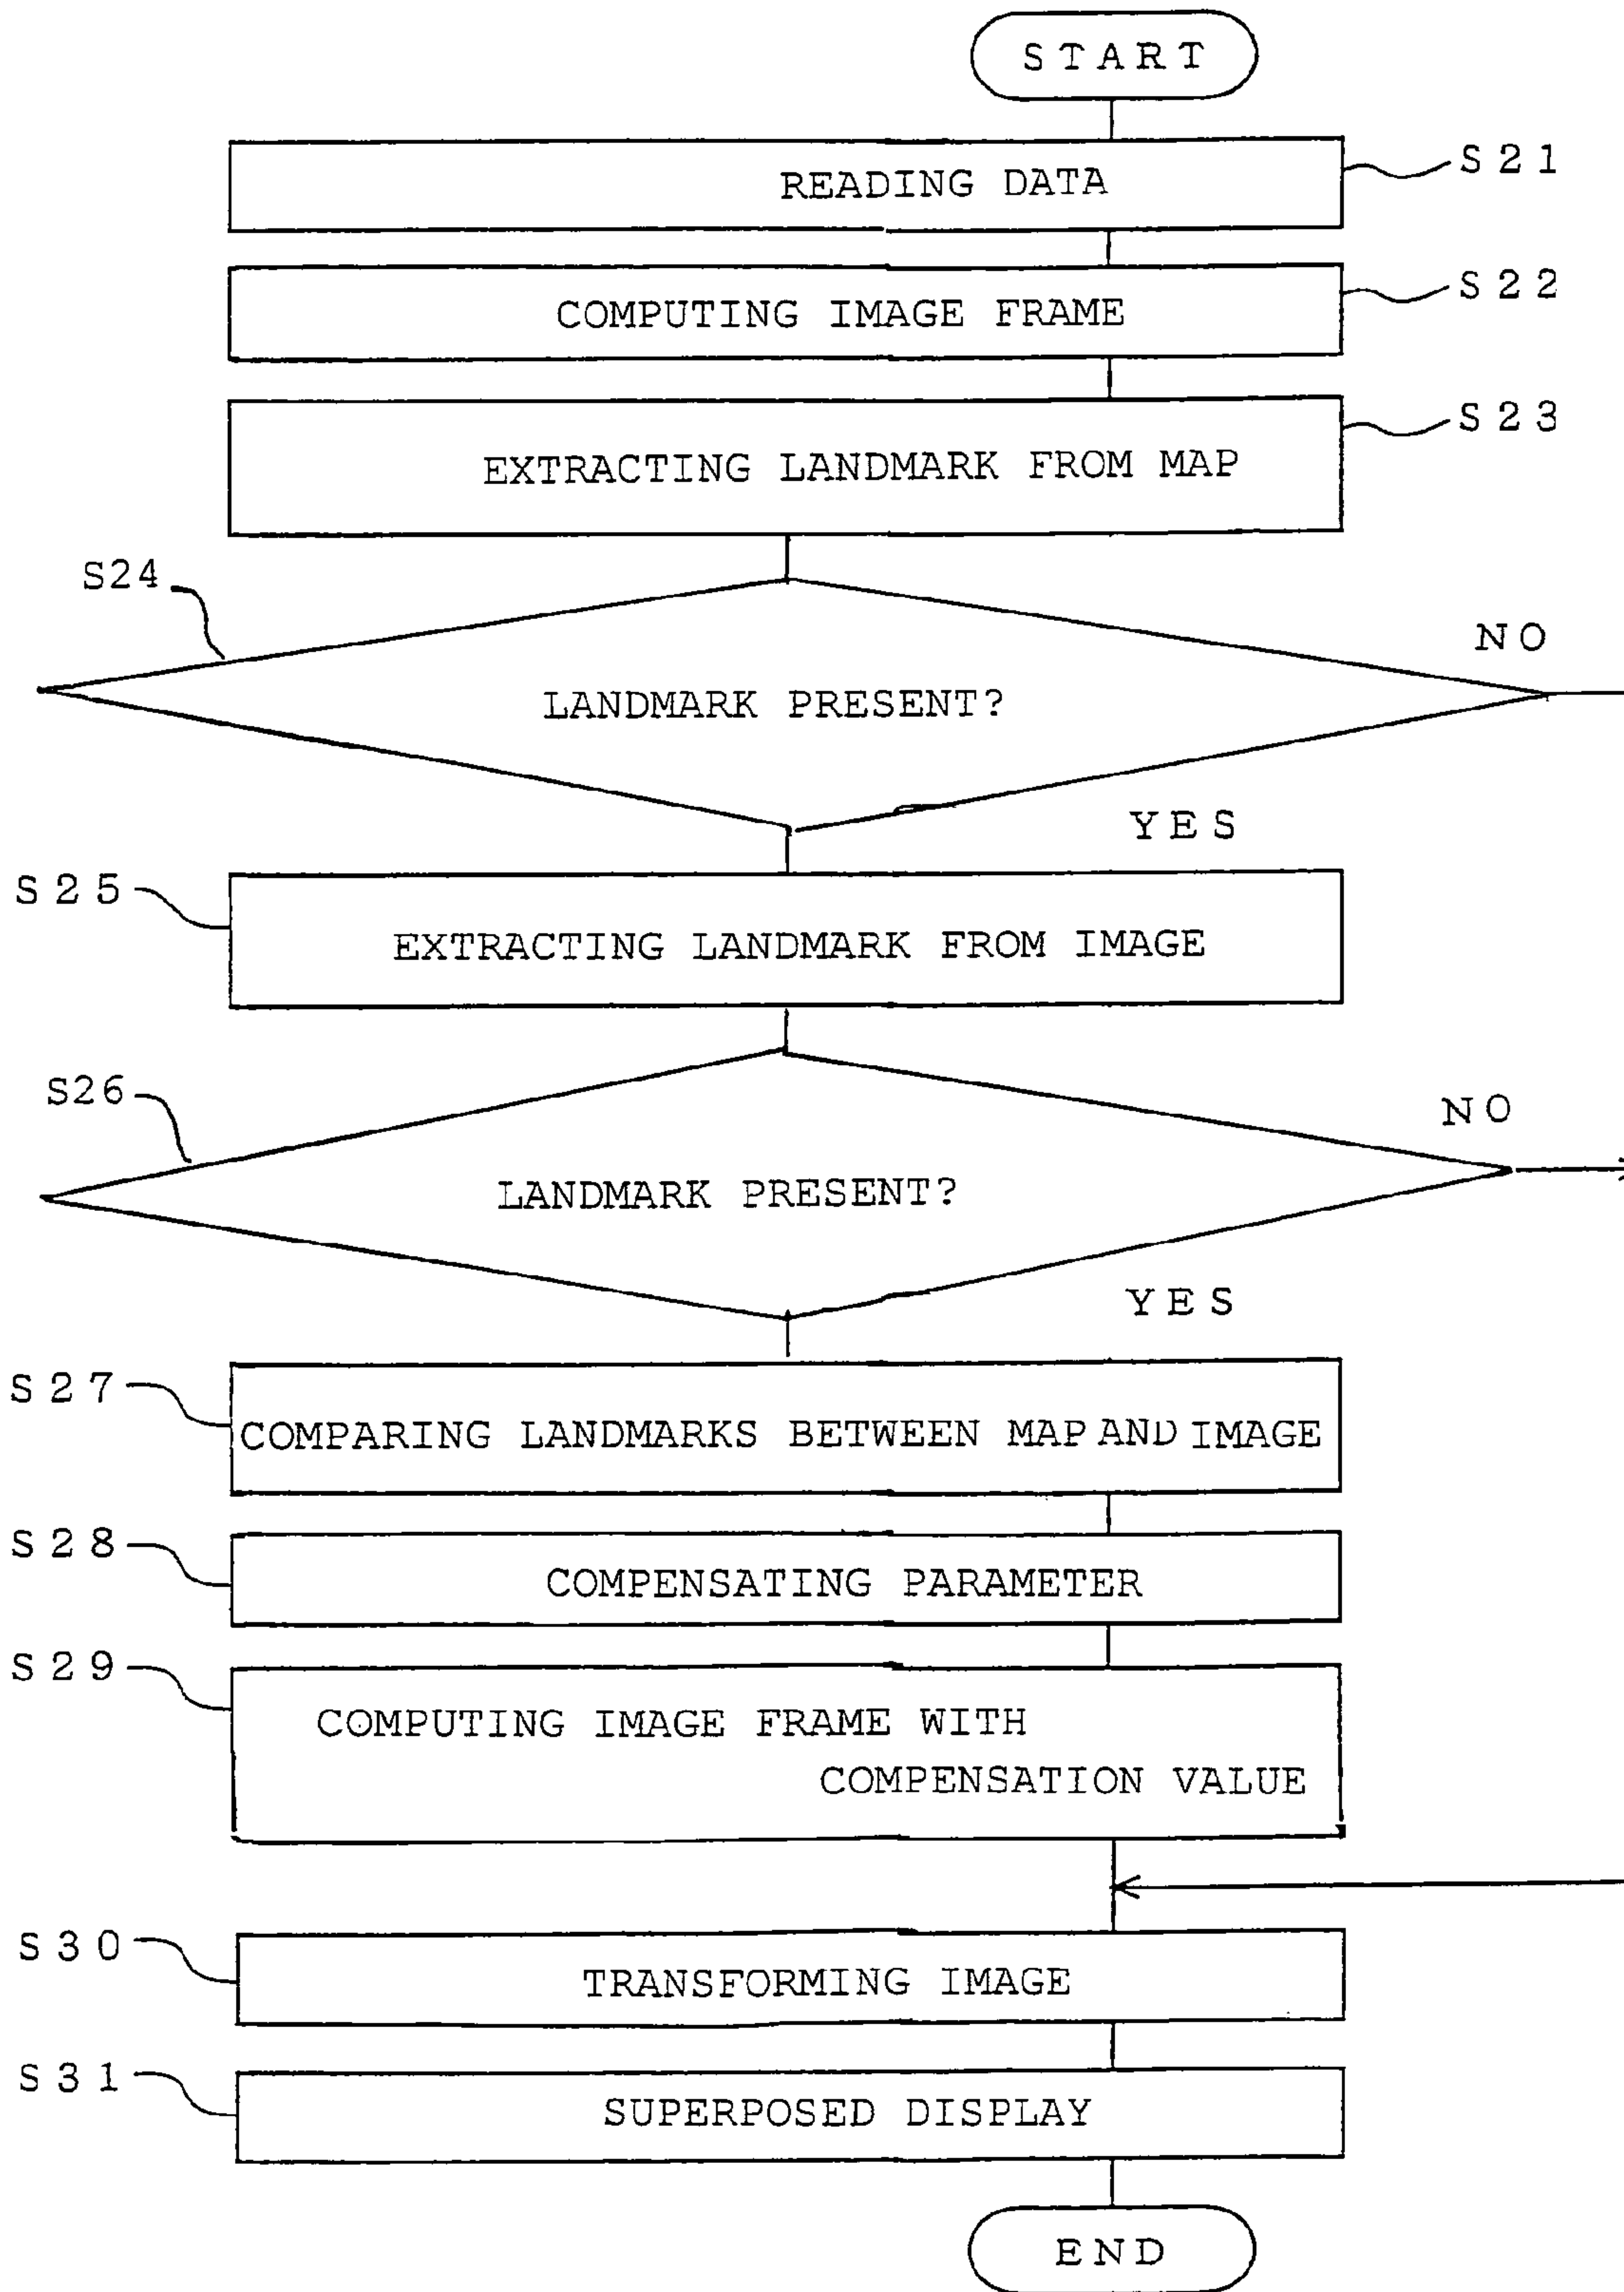 START
READING DATA
S21
COMPUTING IMAGE FRAME
S22
EXTRACTING LANDMARK FROM MAP
S23
S24
LANDMARK PRESENT?
NO
YES
S25
EXTRACTING LANDMARK FROM IMAGE
S26
LANDMARK PRESENT?
NO
YES
S27
COMPARING LANDMARKS BETWEEN MAP AND IMAGE
S28
COMPENSATING PARAMETER
S29
COMPUTING IMAGE FRAME WITH
COMPENSATION VALUE
S30
TRANSFORMING IMAGE
S31
SUPERPOSED DISPLAY
END